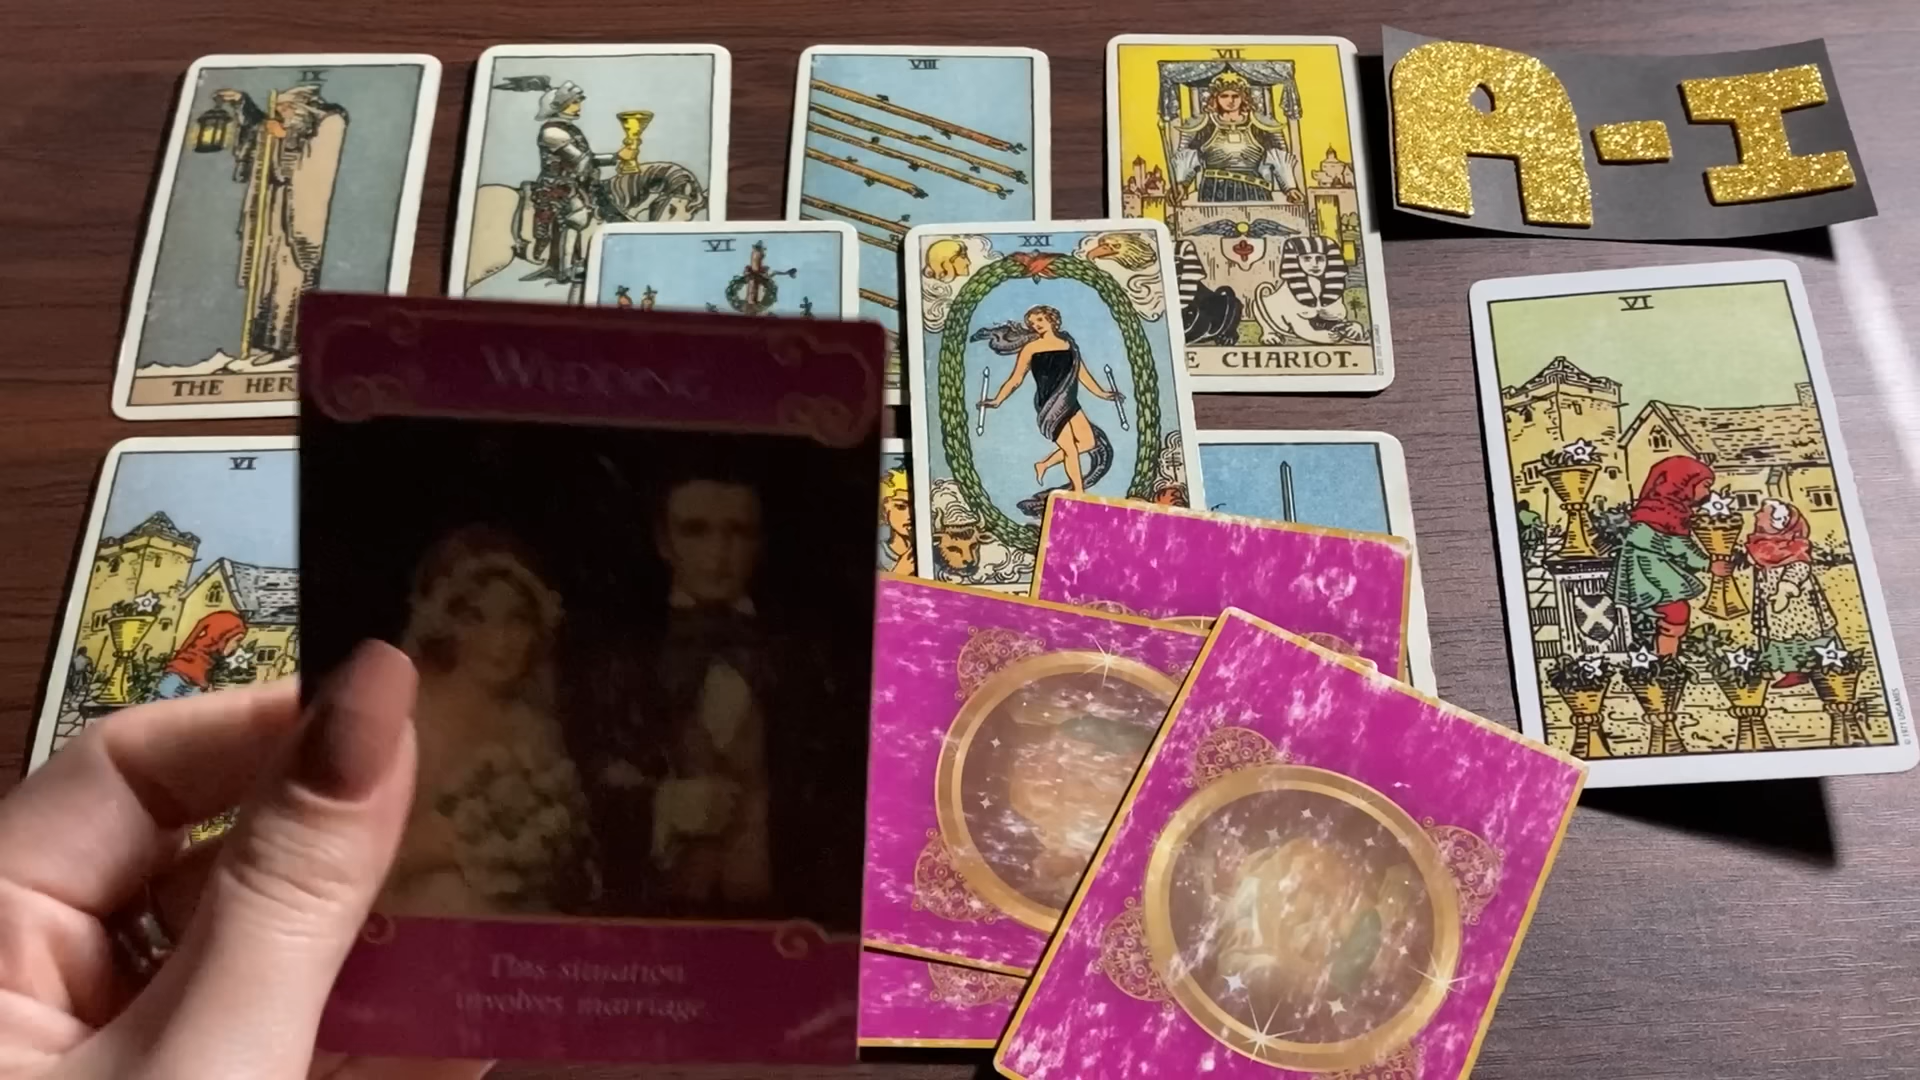 IX
VIII
VII
A-I
VI
XXI
VI
THE HER
E CHARIOT.
VI
WEDDING
This situation
involves marriage.